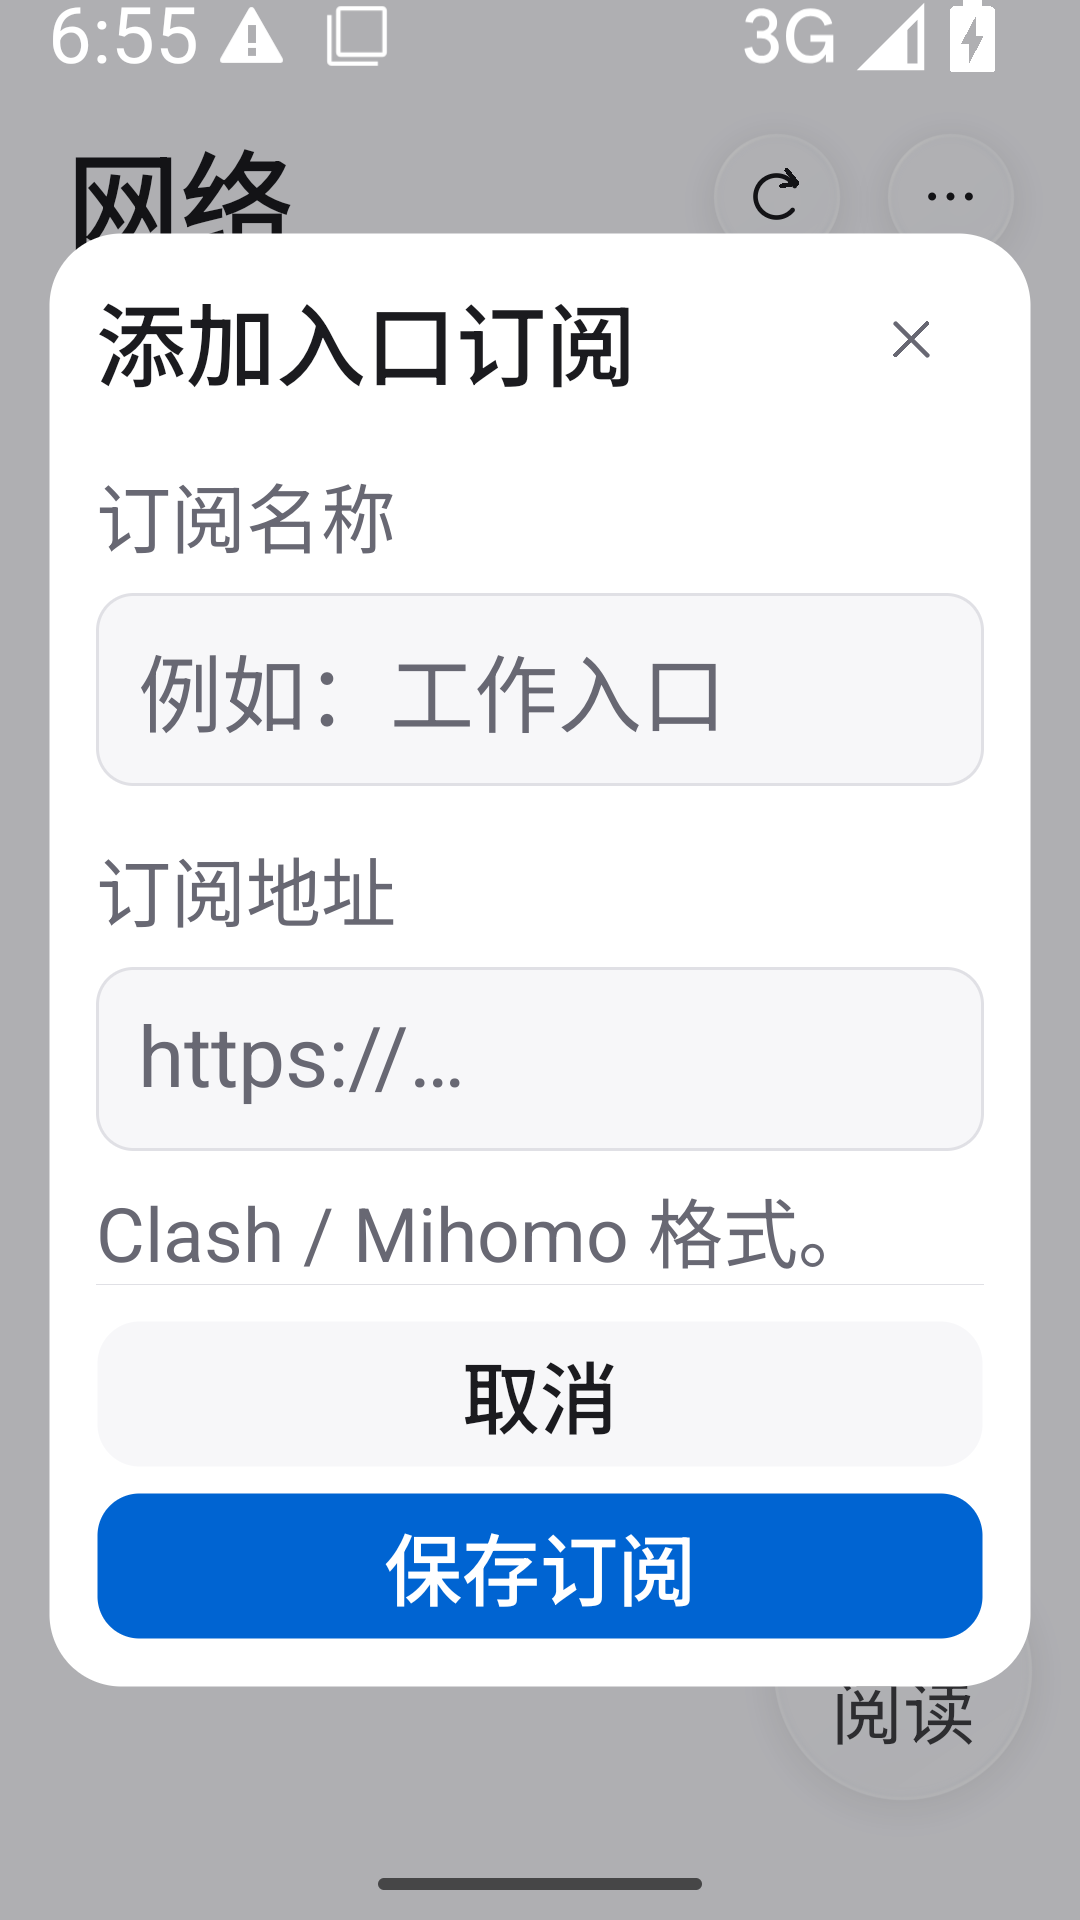 6:55 3G
网络
添加入口订阅
订阅名称
例如：工作入口
订阅地址
https://…
Clash / Mihomo 格式。
取消
保存订阅
阅读